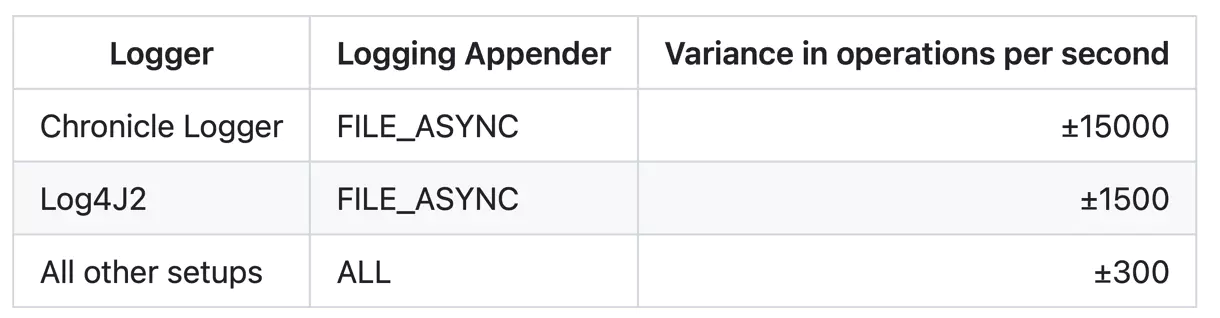 Logger Logging Appender Variance in operations per second
Chronicle Logger FILE_ASYNC ±15000
Log4J2 FILE_ASYNC ±1500
All other setups ALL ±300